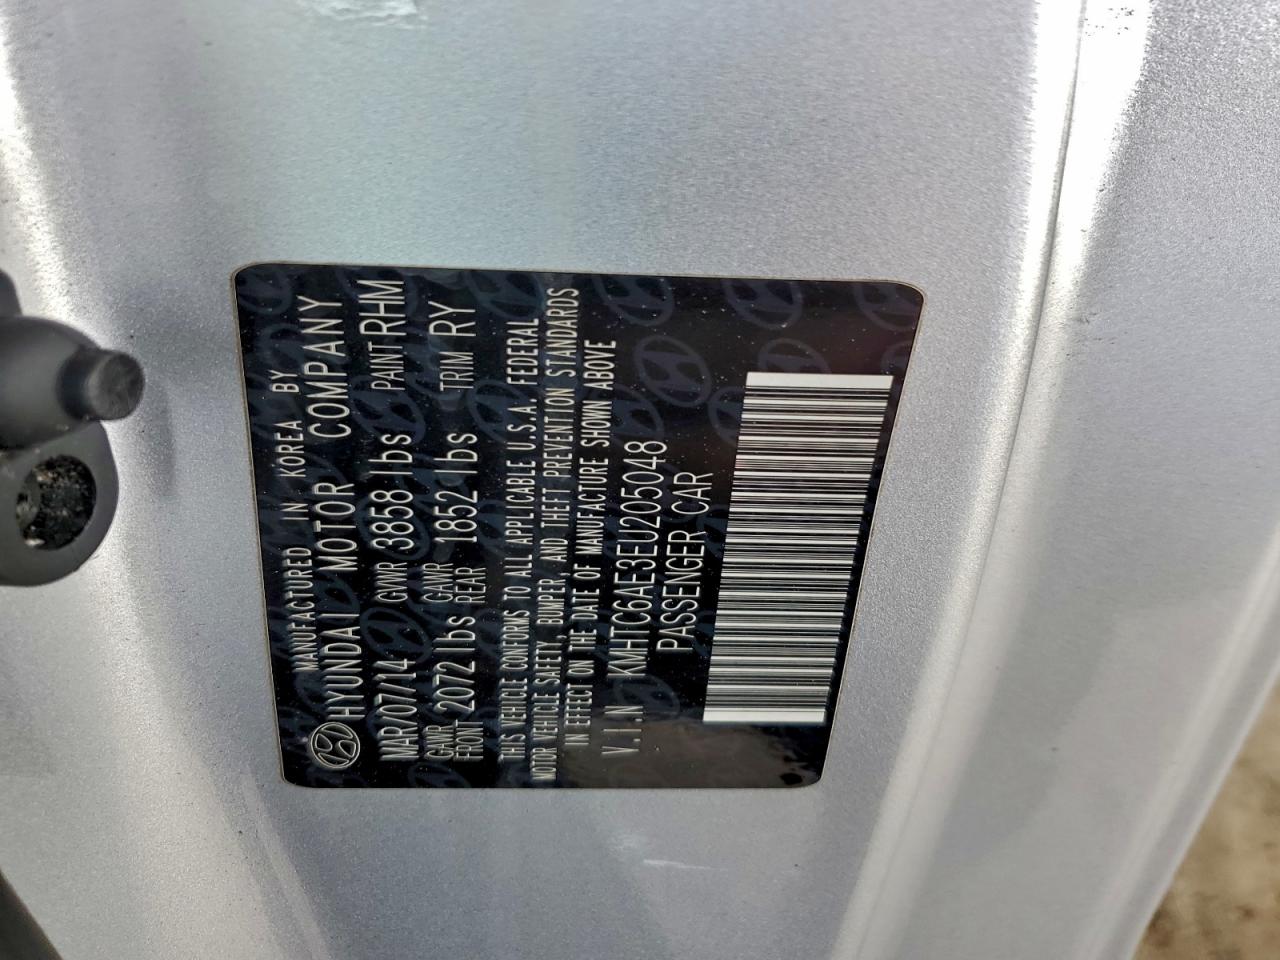 MANUFACTURED IN KOREA BY
HYUNDAI MOTOR COMPANY
MAR/07/14 GVWR 3858 lbs PAINT RHM
GAWR FRONT 2072 lbs GAWR REAR 1852 lbs TRIM RY
THIS VEHICLE CONFORMS TO ALL APPLICABLE U.S.A. FEDERAL
MOTOR VEHICLE SAFETY, BUMPER AND THEFT PREVENTION STANDARDS
IN EFFECT ON THE DATE OF MANUFACTURE SHOWN ABOVE
V.I.N KMHTC6AE3EU205048
PASSENGER CAR